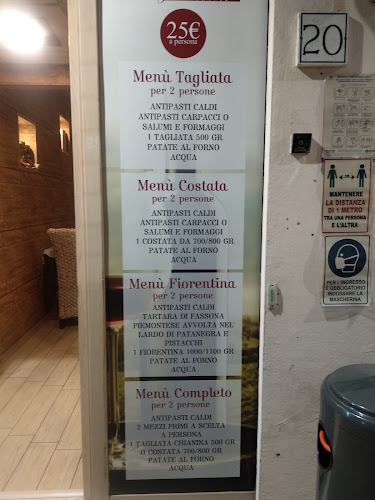 25€
a persona
Menù Tagliata
per 2 persone
ANTIPASTI CALDI
ANTIPASTI CARPACCI O
SALUMI E FORMAGGI
1 TAGLIATA 500 GR
PATATE AL FORNO
ACQUA
Menù Costata
per 2 persone
ANTIPASTI CALDI
ANTIPASTI CARPACCI O
SALUMI E FORMAGGI
1 COSTATA DA 700/800 GR
PATATE AL FORNO
ACQUA
Menù Fiorentina
per 2 persone
ANTIPASTI CALDI
TARTARA DI FASSONA
PIEMONTESE AVVOLTA NEL
LARDO DI PATANEGRA E
PISTACCHI
1 FIORENTINA 1000/1100 GR
PATATE AL FORNO
ACQUA
Menù Completo
per 2 persone
ANTIPASTI CALDI
2 MEZZI PRIMI A SCELTA
A PERSONA
1 TAGLIATA CHIANINA 500 GR
O COSTATA 700/800 GR
PATATE AL FORNO
ACQUA
20
MANTENERE
LA DISTANZA
DI 1 METRO
TRA UNA PERSONA
E L'ALTRA
PER L'INGRESSO
È OBBLIGATORIO
INDOSSARE LA
MASCHERINA